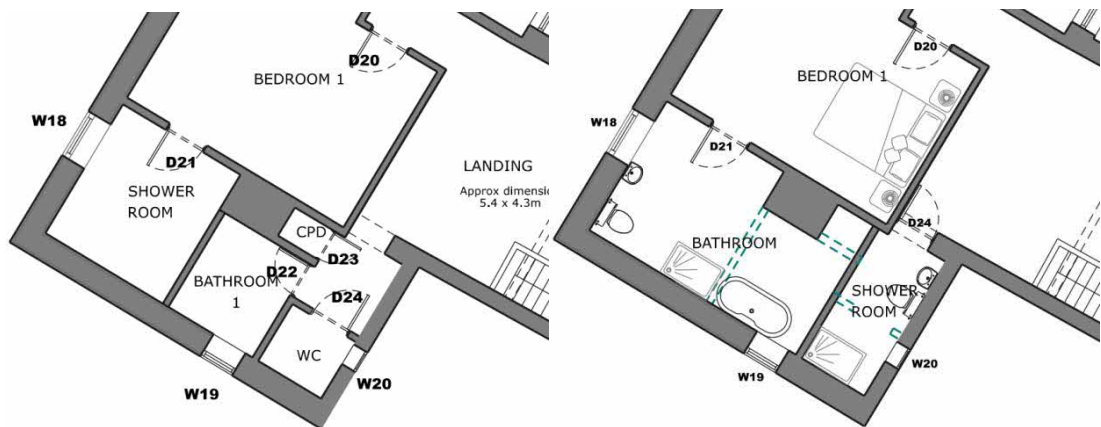 D20
BEDROOM 1
W18
D21
SHOWER
ROOM
LANDING
Approx dimensi
5.4 x 4.3m
CPD
D22
D23
BATHROOM
1
D24
WC
W19
W20
D20
BEDROOM 1
W18
D21
D24
BATHROOM
SHOWER
ROOM
W19
W20